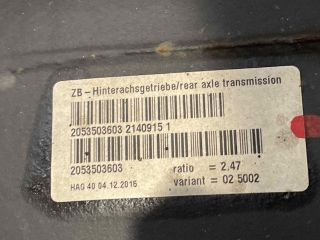 ZB – Hinterachsgetriebe/rear axle transmission
2053503603 2140915 1
2053503603
ratio = 2.47
HAG 40 04.12.2015
variant = 02 5002